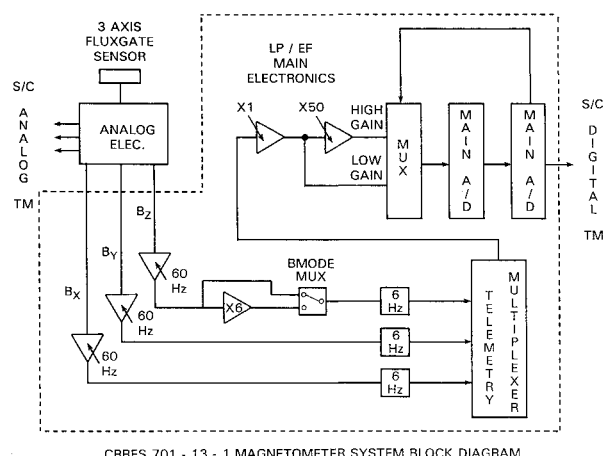 3 AXIS
FLUXGATE
SENSOR
S/C
ANALOG
TM
ANALOG
ELEC.
LP / EF
MAIN
ELECTRONICS
X1
X50
HIGH
GAIN
LOW
GAIN
MUX
MAIN A/D
MAIN A/D
S/C
DIGITAL
TM
BZ
BY
BX
60
Hz
60
Hz
60
Hz
X6
BMODE
MUX
6
Hz
6
Hz
6
Hz
TELEMETRY
MULTIPLEXER
CRRES 701 - 13 - 1 MAGNETOMETER SYSTEM BLOCK DIAGRAM